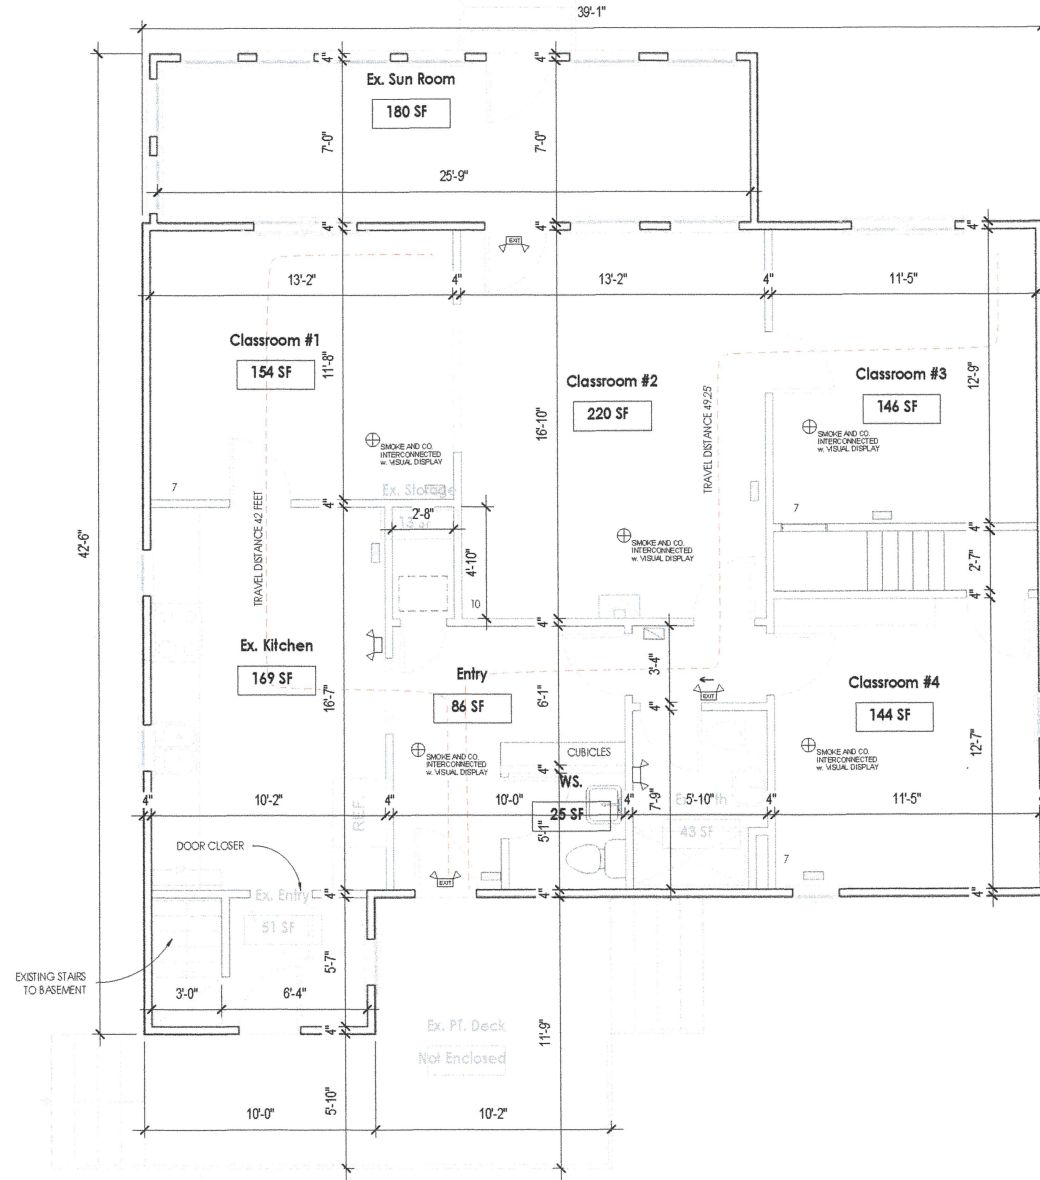 39'-1"
4"
4"
Ex. Sun Room
180 SF
7'-0"
7'-0"
25'-9"
4"
4"
4"
EXIT
13'-2"
4"
13'-2"
4"
11'-5"
Classroom #1
154 SF
11'-8"
Classroom #2
220 SF
16'-10"
Classroom #3
146 SF
12'-9"
TRAVEL DISTANCE 49.25
SMOKE AND CO.
INTERCONNECTED
w. VISUAL DISPLAY
SMOKE AND CO.
INTERCONNECTED
w. VISUAL DISPLAY
7
Ex. Storage
13 SF
2'-8"
4"
7
4"
42'-6"
TRAVEL DISTANCE 42 FEET
4'-10"
SMOKE AND CO.
INTERCONNECTED
w. VISUAL DISPLAY
2'-7"
10
4"
4"
Ex. Kitchen
169 SF
16'-7"
Entry
86 SF
6'-1"
3'-4"
4"
EXIT
Classroom #4
144 SF
12'-7"
SMOKE AND CO.
INTERCONNECTED
w. VISUAL DISPLAY
CUBICLES
SMOKE AND CO.
INTERCONNECTED
w. VISUAL DISPLAY
4"
WS.
25 SF
7'-9"
4"
10'-2"
4"
10'-0"
4"
5'-10"
4"
11'-5"
REF.
5'-1"
43 SF
DOOR CLOSER
7
EXIT
Ex. Entry
51 SF
4"
4"
4"
EXISTING STAIRS
TO BASEMENT
5'-7"
3'-0"
6'-4"
4"
Ex. PT. Deck
Not Enclosed
11'-9"
5'-10"
10'-0"
10'-2"